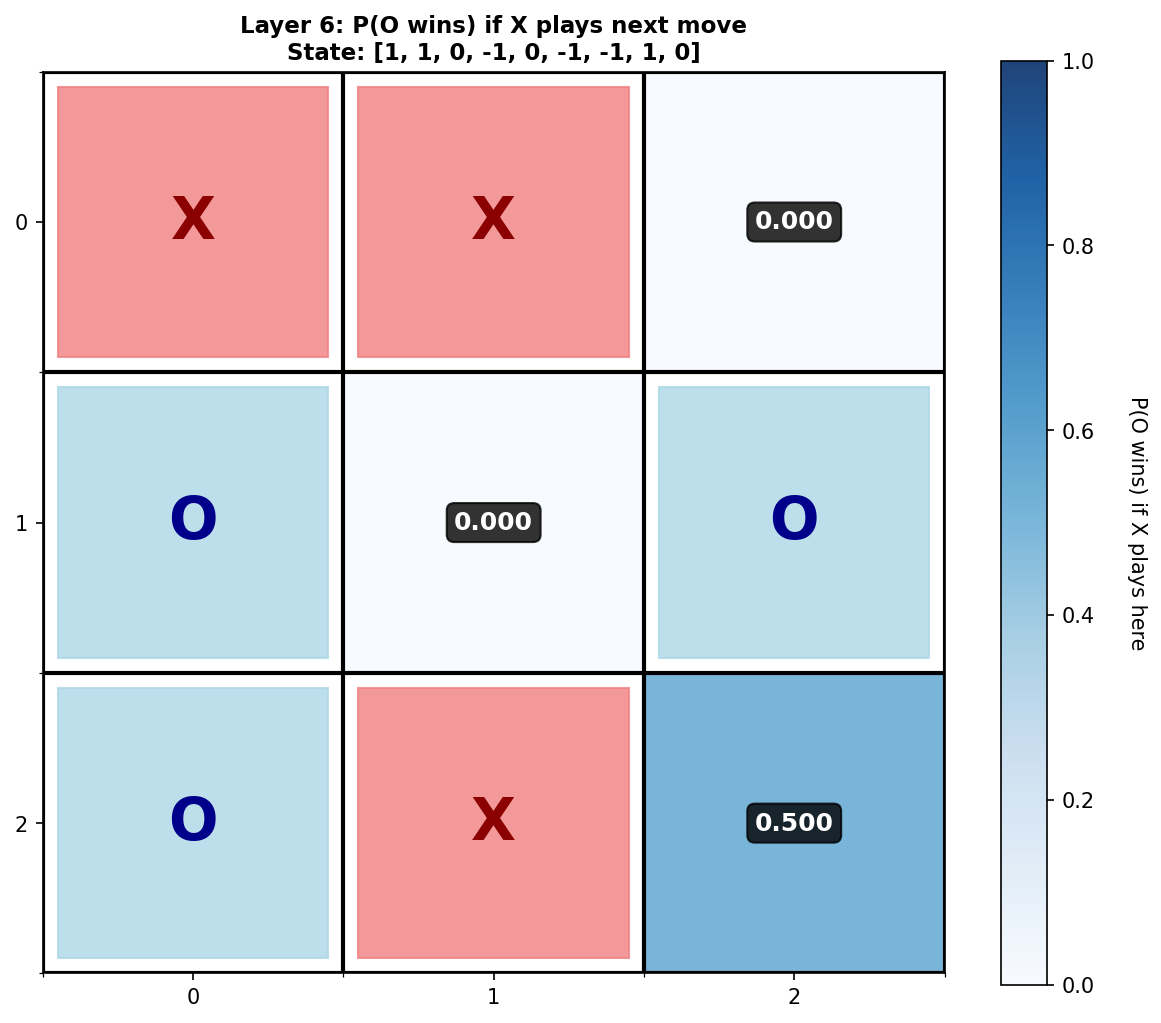 Layer 6: P(O wins) if X plays next move
State: [1, 1, 0, -1, 0, -1, -1, 1, 0]
X X 0.000
O 0.000 O
O X 0.500
0
1
2
0 1 2
1.0
0.8
0.6
0.4
0.2
0.0
P(O wins) if X plays here